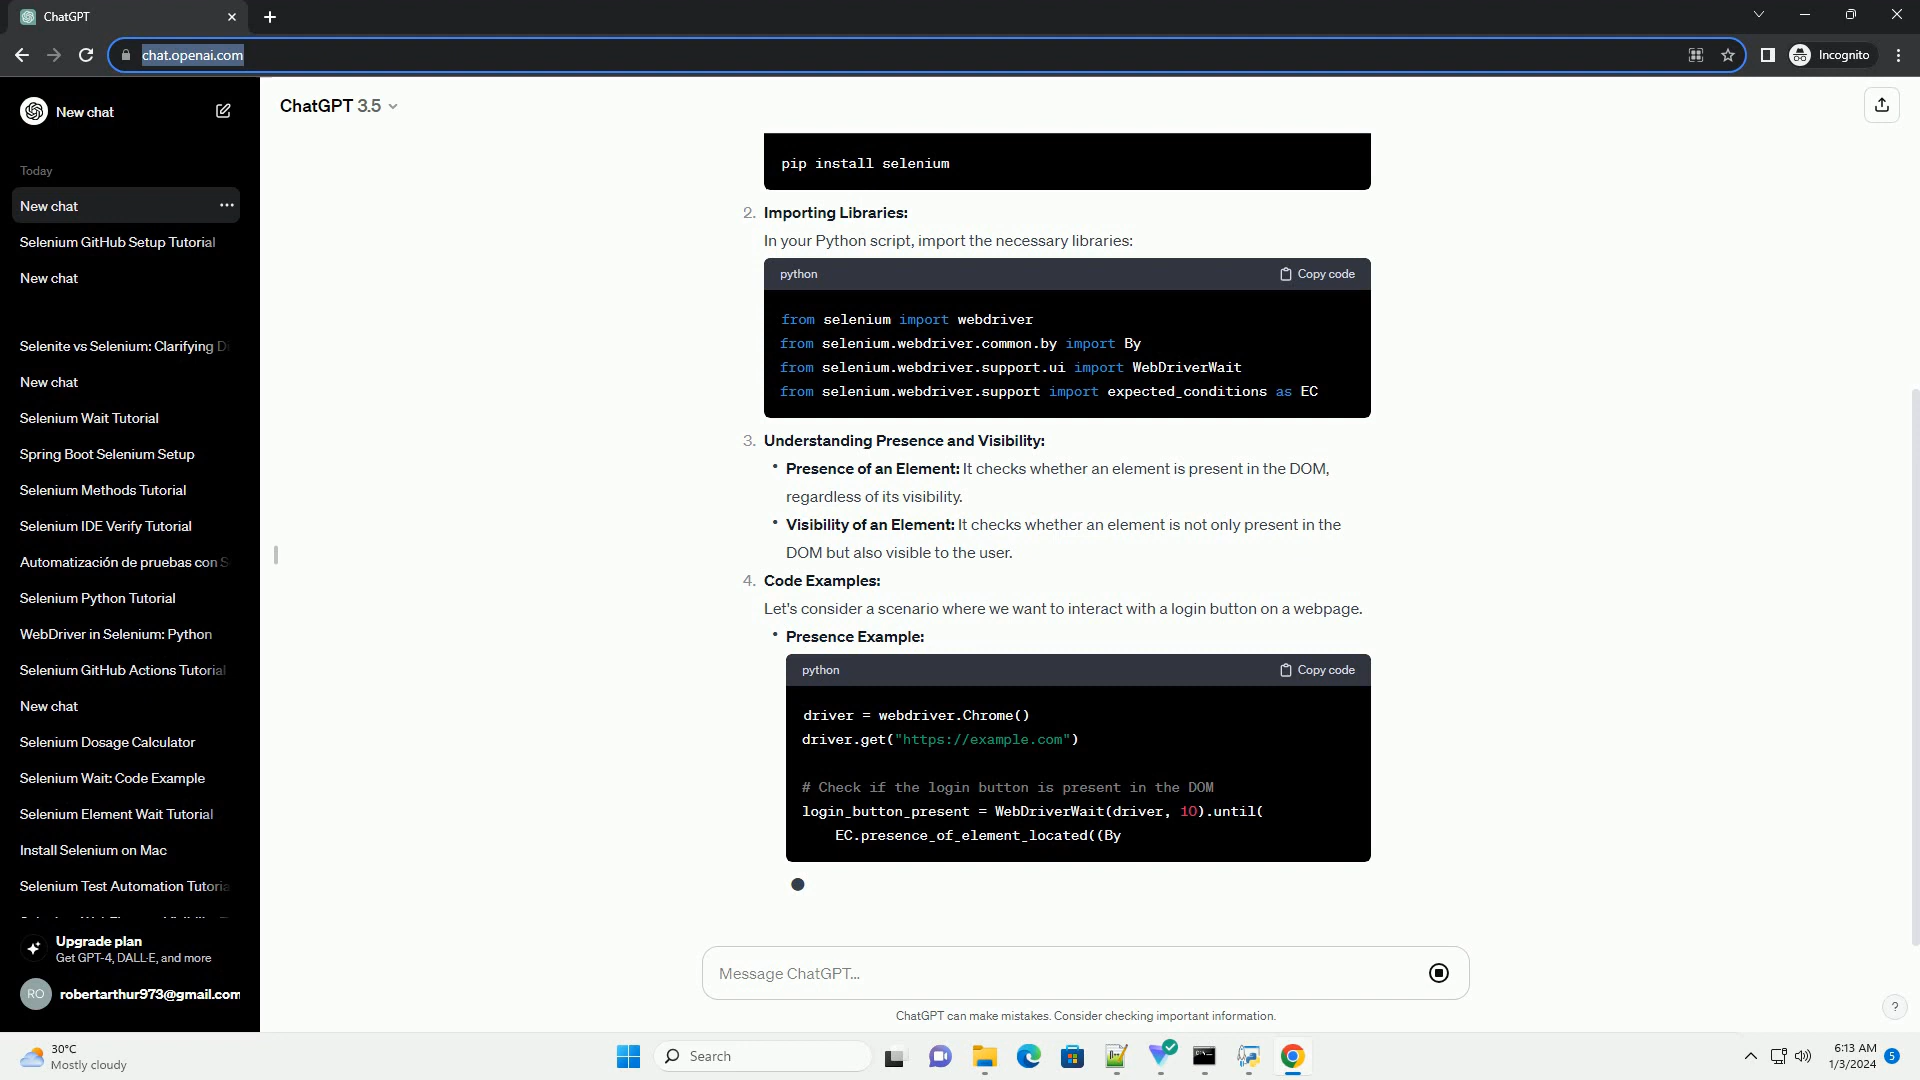 ChatGPT
chat.openai.com
Incognito
New chat
Today
New chat
Selenium GitHub Setup Tutorial
New chat
Selenite vs Selenium: Clarifying Di
New chat
Selenium Wait Tutorial
Spring Boot Selenium Setup
Selenium Methods Tutorial
Selenium IDE Verify Tutorial
Automatización de pruebas con S
Selenium Python Tutorial
WebDriver in Selenium: Python
Selenium GitHub Actions Tutorial
New chat
Selenium Dosage Calculator
Selenium Wait: Code Example
Selenium Element Wait Tutorial
Install Selenium on Mac
Selenium Test Automation Tutoria
Upgrade plan
Get GPT-4, DALL·E, and more
RO
robertarthur973@gmail.com
ChatGPT 3.5
pip install selenium
2. Importing Libraries:
In your Python script, import the necessary libraries:
python
Copy code
from selenium import webdriver
from selenium.webdriver.common.by import By
from selenium.webdriver.support.ui import WebDriverWait
from selenium.webdriver.support import expected_conditions as EC
3. Understanding Presence and Visibility:
• Presence of an Element: It checks whether an element is present in the DOM,
regardless of its visibility.
• Visibility of an Element: It checks whether an element is not only present in the
DOM but also visible to the user.
4. Code Examples:
Let's consider a scenario where we want to interact with a login button on a webpage.
• Presence Example:
python
Copy code
driver = webdriver.Chrome()
driver.get("https://example.com")
# Check if the login button is present in the DOM
login_button_present = WebDriverWait(driver, 10).until(
EC.presence_of_element_located((By
Message ChatGPT...
ChatGPT can make mistakes. Consider checking important information.
?
30°C
Mostly cloudy
Search
6:13 AM
1/3/2024
5